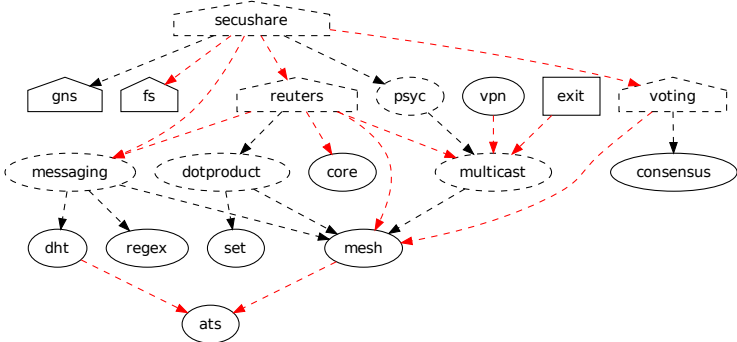 secushare
gns
fs
reuters
psyc
vpn
exit
voting
messaging
dotproduct
core
multicast
consensus
dht
regex
set
mesh
ats